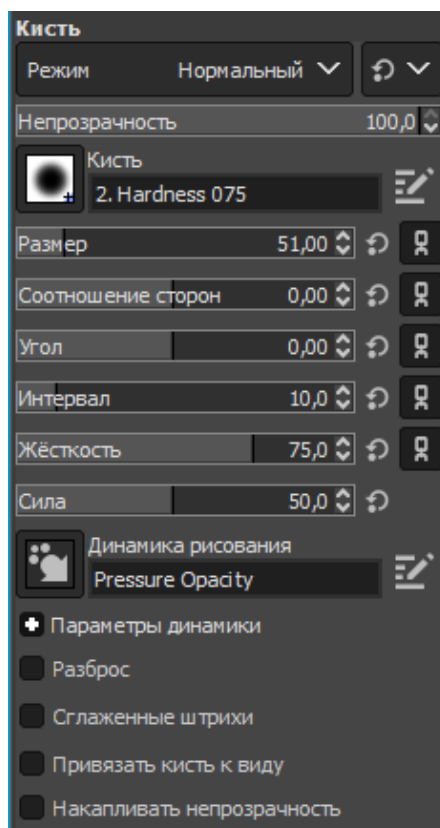 Кисть
Режим Нормальный
Непрозрачность 100,0
Кисть
2. Hardness 075
Размер 51,00
Соотношение сторон 0,00
Угол 0,00
Интервал 10,0
Жёсткость 75,0
Сила 50,0
Динамика рисования
Pressure Opacity
Параметры динамики
Разброс
Сглаженные штрихи
Привязать кисть к виду
Накапливать непрозрачность